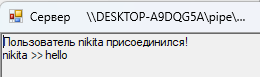 Сервер \\DESKTOP-A9DQG5A\pipe\...
Пользователь nikita присоединился!
nikita >> hello